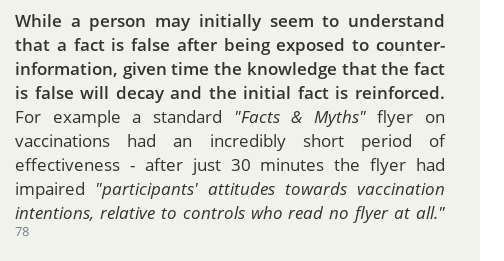 While a person may initially seem to understand
that a fact is false after being exposed to counter-
information, given time the knowledge that the fact
is false will decay and the initial fact is reinforced.
For example a standard "Facts & Myths" flyer on
vaccinations had an incredibly short period of
effectiveness - after just 30 minutes the flyer had
impaired "participants' attitudes towards vaccination
intentions, relative to controls who read no flyer at all."
78